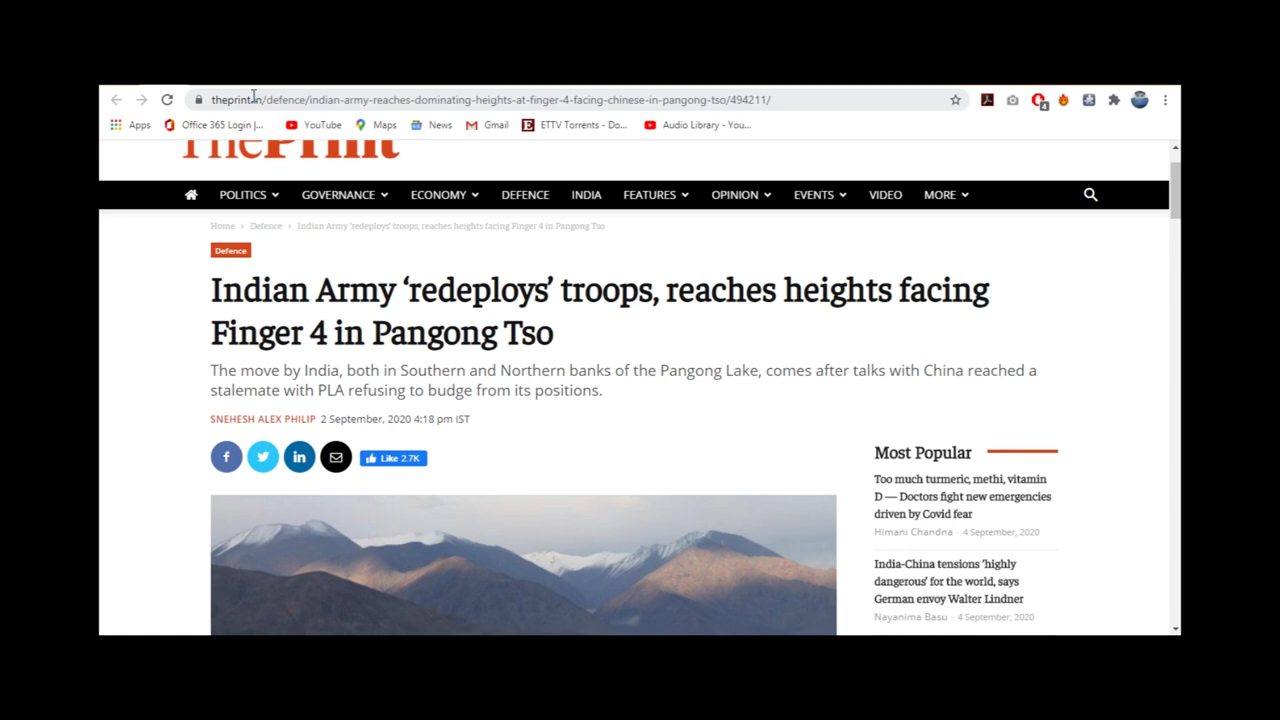 theprint.in/defence/indian-army-reaches-dominating-heights-at-finger-4-facing-chinese-in-pangong-tso/494211/
Apps Office 365 Login |... YouTube Maps News Gmail ETTV Torrents - Do... Audio Library - You...
ThePrint
POLITICS GOVERNANCE ECONOMY DEFENCE INDIA FEATURES OPINION EVENTS VIDEO MORE
Home › Defence › Indian Army 'redeploys' troops, reaches heights facing Finger 4 in Pangong Tso
Defence
Indian Army ‘redeploys’ troops, reaches heights facing
Finger 4 in Pangong Tso
The move by India, both in Southern and Northern banks of the Pangong Lake, comes after talks with China reached a
stalemate with PLA refusing to budge from its positions.
SNEHESH ALEX PHILIP 2 September, 2020 4:18 pm IST
Like 2.7K
Most Popular
Too much turmeric, methi, vitamin
D — Doctors fight new emergencies
driven by Covid fear
Himani Chandna - 4 September, 2020
India-China tensions ‘highly
dangerous’ for the world, says
German envoy Walter Lindner
Nayanima Basu - 4 September, 2020